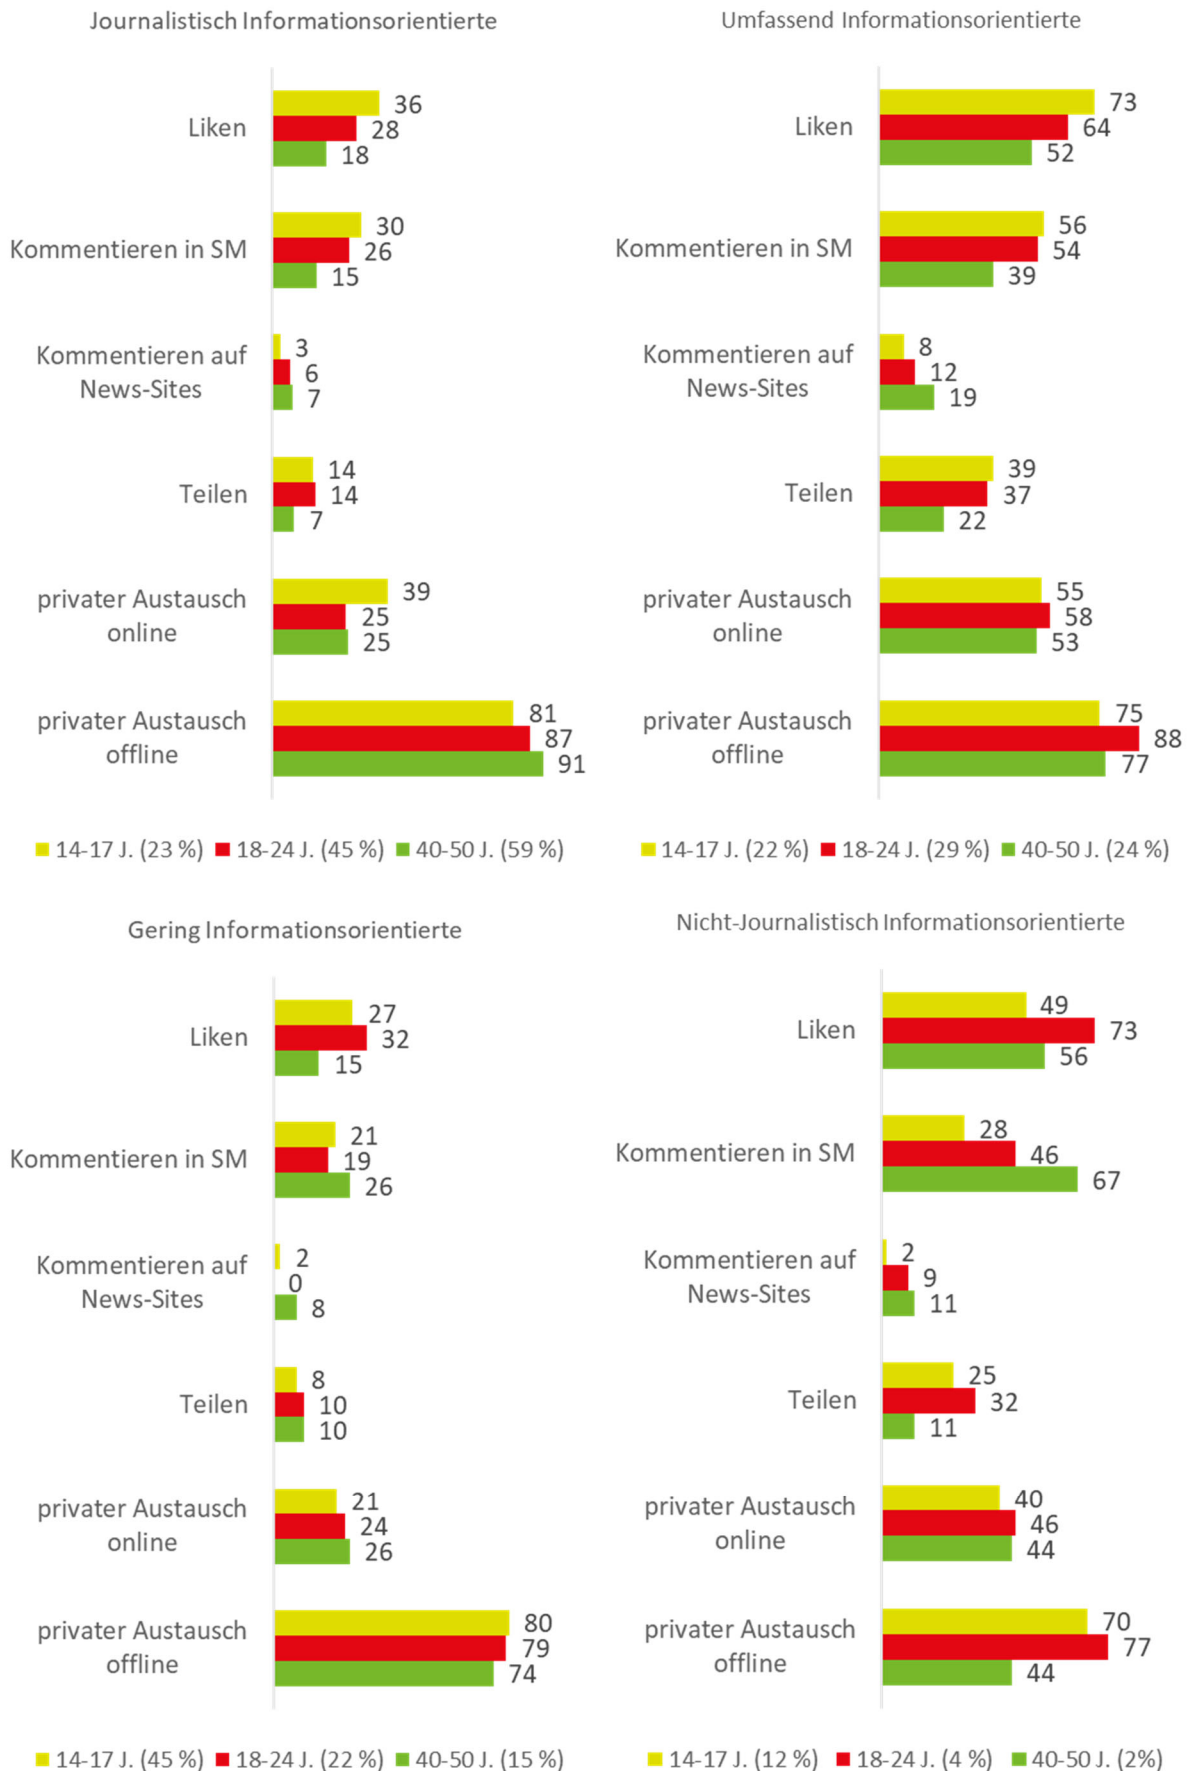 Journalistisch Informationsorientierte
Liken
36
28
18
Kommentieren in SM
30
26
15
Kommentieren auf
News-Sites
3
6
7
Teilen
14
14
7
privater Austausch
online
39
25
25
privater Austausch
offline
81
87
91
14-17 J. (23 %) 18-24 J. (45 %) 40-50 J. (59 %)
Umfassend Informationsorientierte
Liken
73
64
52
Kommentieren in SM
56
54
39
Kommentieren auf
News-Sites
8
12
19
Teilen
39
37
22
privater Austausch
online
55
58
53
privater Austausch
offline
75
88
77
14-17 J. (22 %) 18-24 J. (29 %) 40-50 J. (24 %)
Gering Informationsorientierte
Liken
27
32
15
Kommentieren in SM
21
19
26
Kommentieren auf
News-Sites
2
0
8
Teilen
8
10
10
privater Austausch
online
21
24
26
privater Austausch
offline
80
79
74
14-17 J. (45 %) 18-24 J. (22 %) 40-50 J. (15 %)
Nicht-Journalistisch Informationsorientierte
Liken
49
73
56
Kommentieren in SM
28
46
67
Kommentieren auf
News-Sites
2
9
11
Teilen
25
32
11
privater Austausch
online
40
46
44
privater Austausch
offline
70
77
44
14-17 J. (12 %) 18-24 J. (4 %) 40-50 J. (2%)